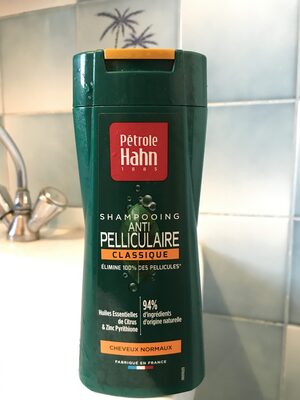 Pétrole
Hahn
1885
SHAMPOOING
ANTI
PELLICULAIRE
CLASSIQUE
ÉLIMINE 100% DES PELLICULES*
Huiles Essentielles
de Citrus
& Zinc Pyrithione
94%
d'ingrédients
d'origine naturelle
CHEVEUX NORMAUX
FABRIQUÉ EN FRANCE